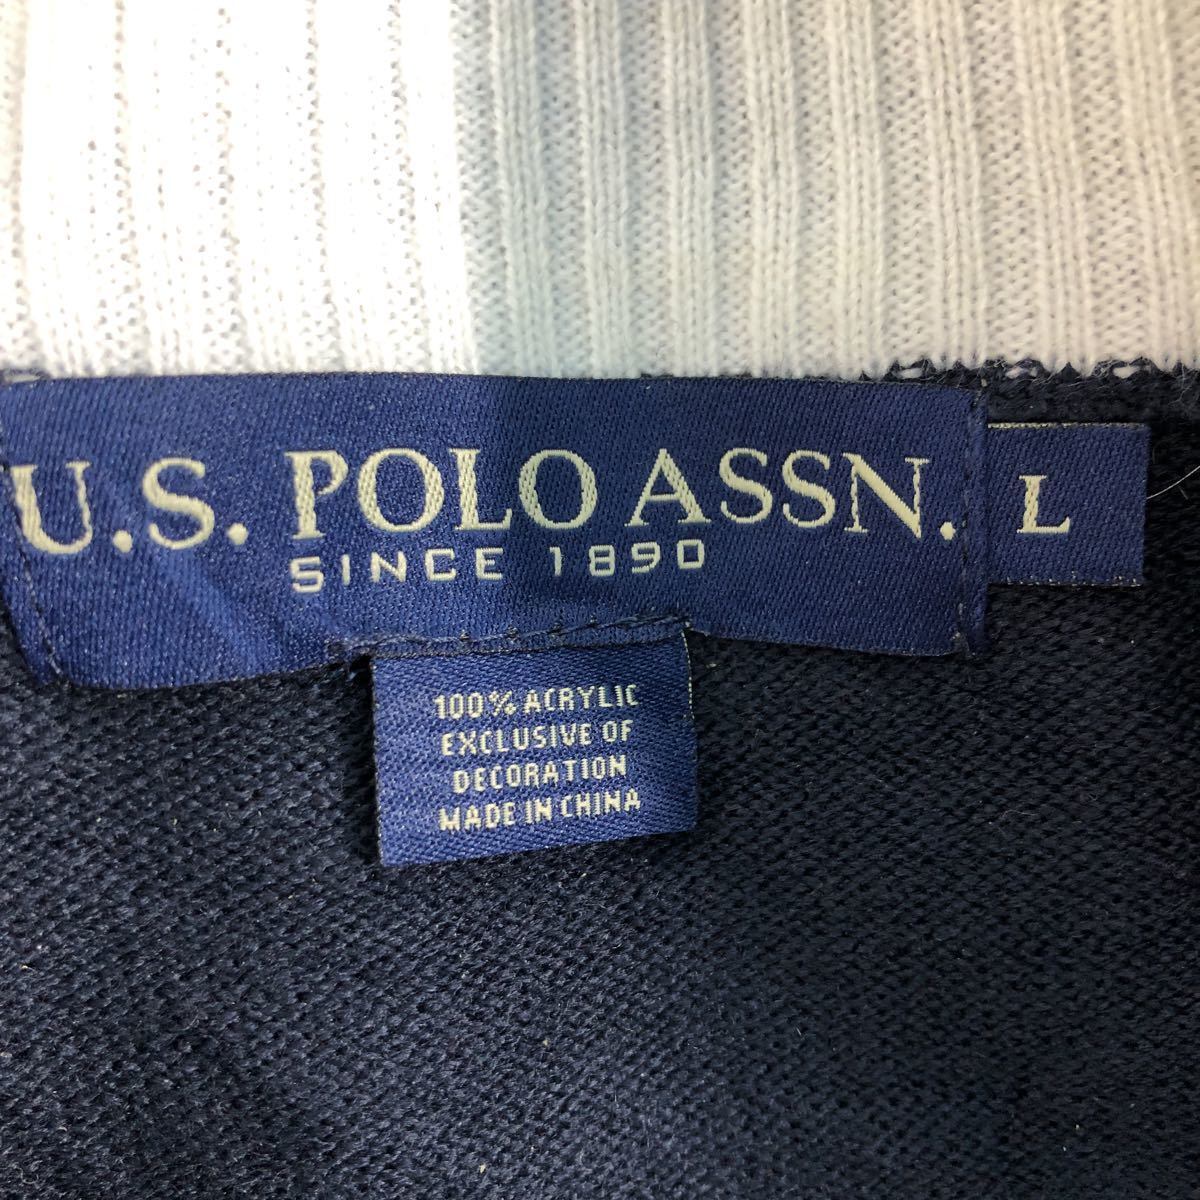 U.S. POLO ASSN.
SINCE 1890
L
100% ACRYLIC
EXCLUSIVE OF
DECORATION
MADE IN CHINA